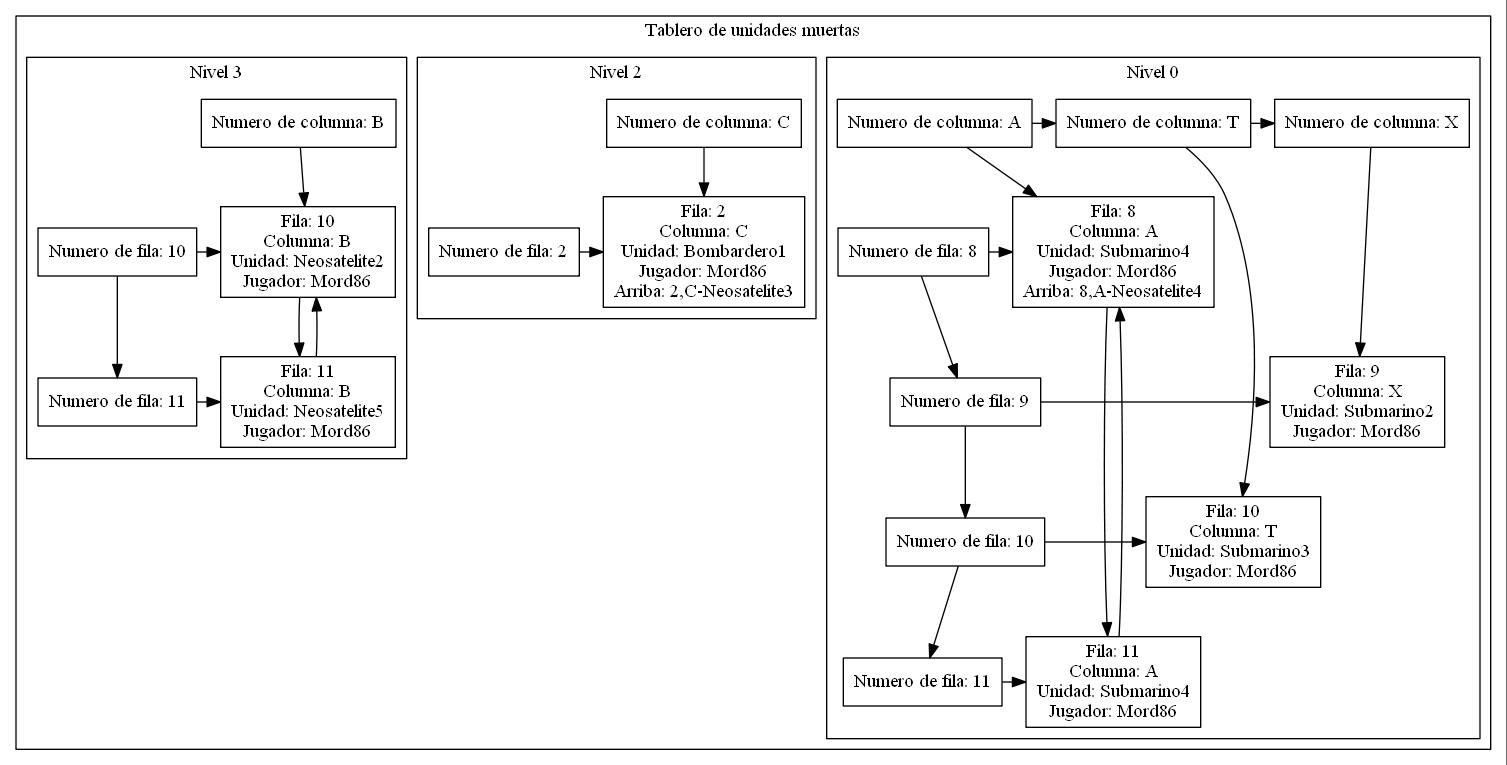 Tablero de unidades muertas
Nivel 3
Numero de columna: B
Numero de fila: 10
Fila: 10
Columna: B
Unidad: Neosatelite2
Jugador: Mord86
Numero de fila: 11
Fila: 11
Columna: B
Unidad: Neosatelite5
Jugador: Mord86
Nivel 2
Numero de columna: C
Numero de fila: 2
Fila: 2
Columna: C
Unidad: Bombardero1
Jugador: Mord86
Arriba: 2,C-Neosatelite3
Nivel 0
Numero de columna: A
Numero de columna: T
Numero de columna: X
Numero de fila: 8
Fila: 8
Columna: A
Unidad: Submarino4
Jugador: Mord86
Arriba: 8,A-Neosatelite4
Numero de fila: 9
Fila: 9
Columna: X
Unidad: Submarino2
Jugador: Mord86
Numero de fila: 10
Fila: 10
Columna: T
Unidad: Submarino3
Jugador: Mord86
Numero de fila: 11
Fila: 11
Columna: A
Unidad: Submarino4
Jugador: Mord86